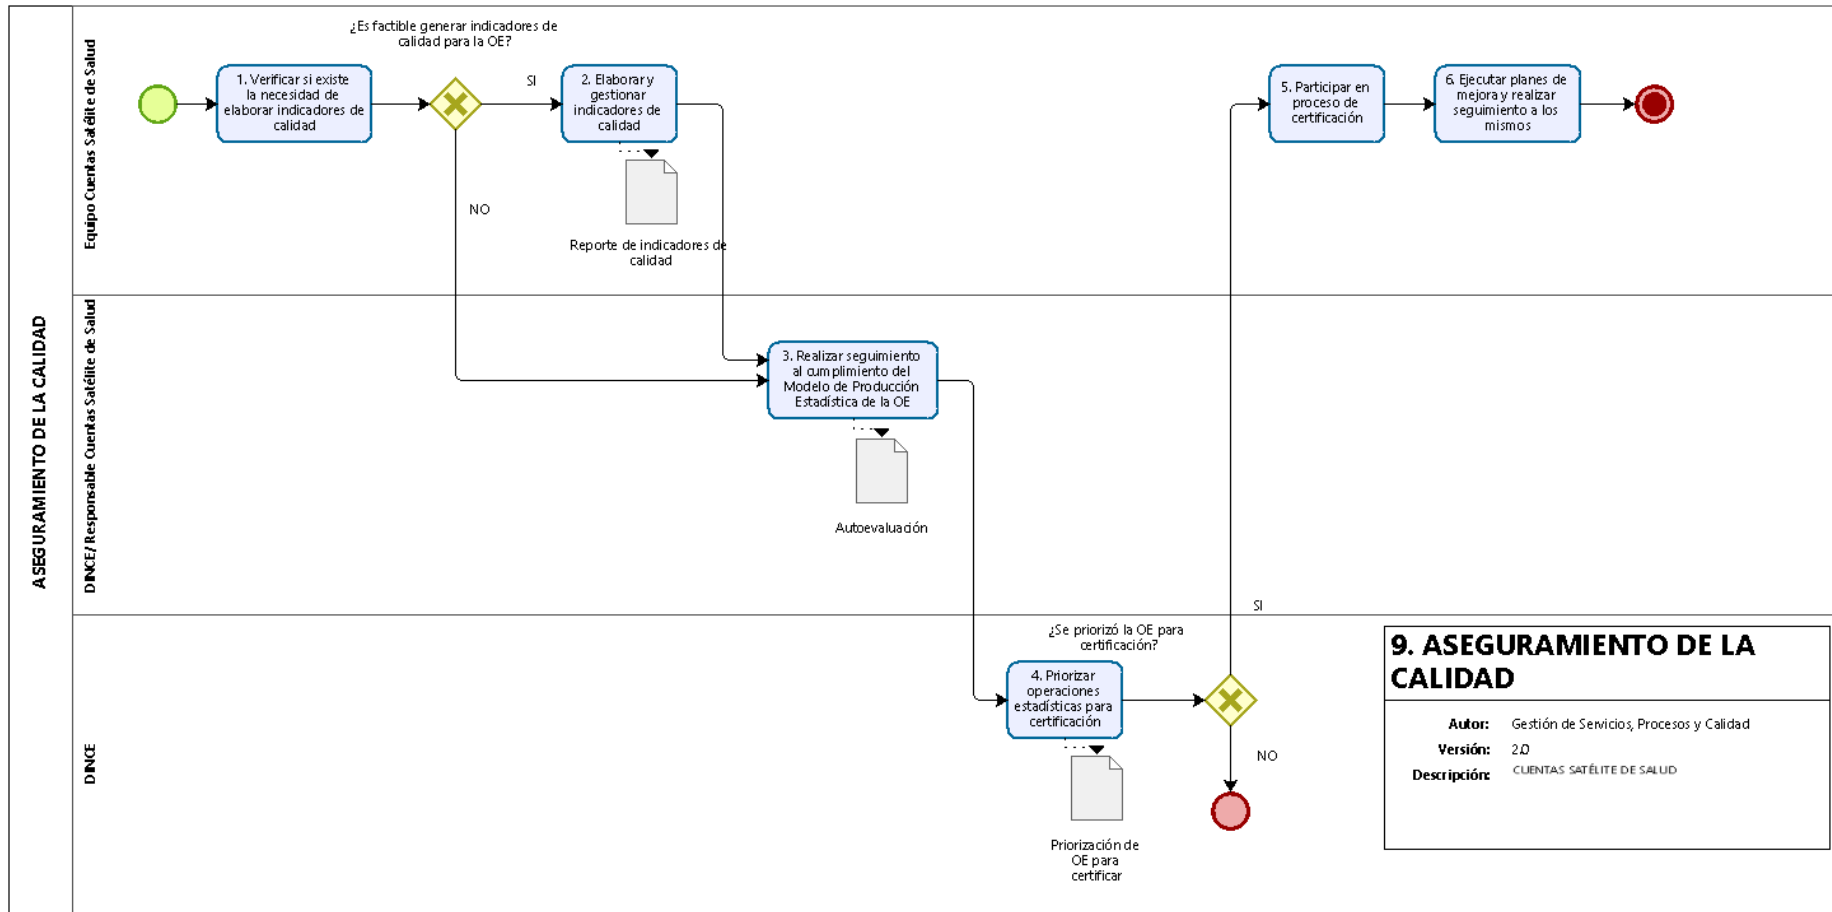 ASEGURAMIENTO DE LA CALIDAD
Equipo Cuentas Satélite de Salud
¿Es factible generar indicadores de
calidad para la OE?
1. Verificar si existe
la necesidad de
elaborar indicadores de
calidad
SI
2. Elaborar y
gestionar
indicadores de
calidad
NO
Reporte de indicadores de
calidad
5. Participar en
proceso de
certificación
6. Ejecutar planes de
mejora y realizar
seguimiento a los
mismos
DINCE/ Responsable Cuentas Satélite de Salud
3. Realizar seguimiento
al cumplimiento del
Modelo de Producción
Estadística de la OE
Autoevaluación
SI
DINCE
¿Se priorizó la OE para
certificación?
4. Priorizar
operaciones
estadísticas para
certificación
NO
Priorización de
OE para
certificar
9. ASEGURAMIENTO DE LA
CALIDAD
Autor: Gestión de Servicios, Procesos y Calidad
Versión: 2.0
Descripción: CUENTAS SATÉLITE DE SALUD